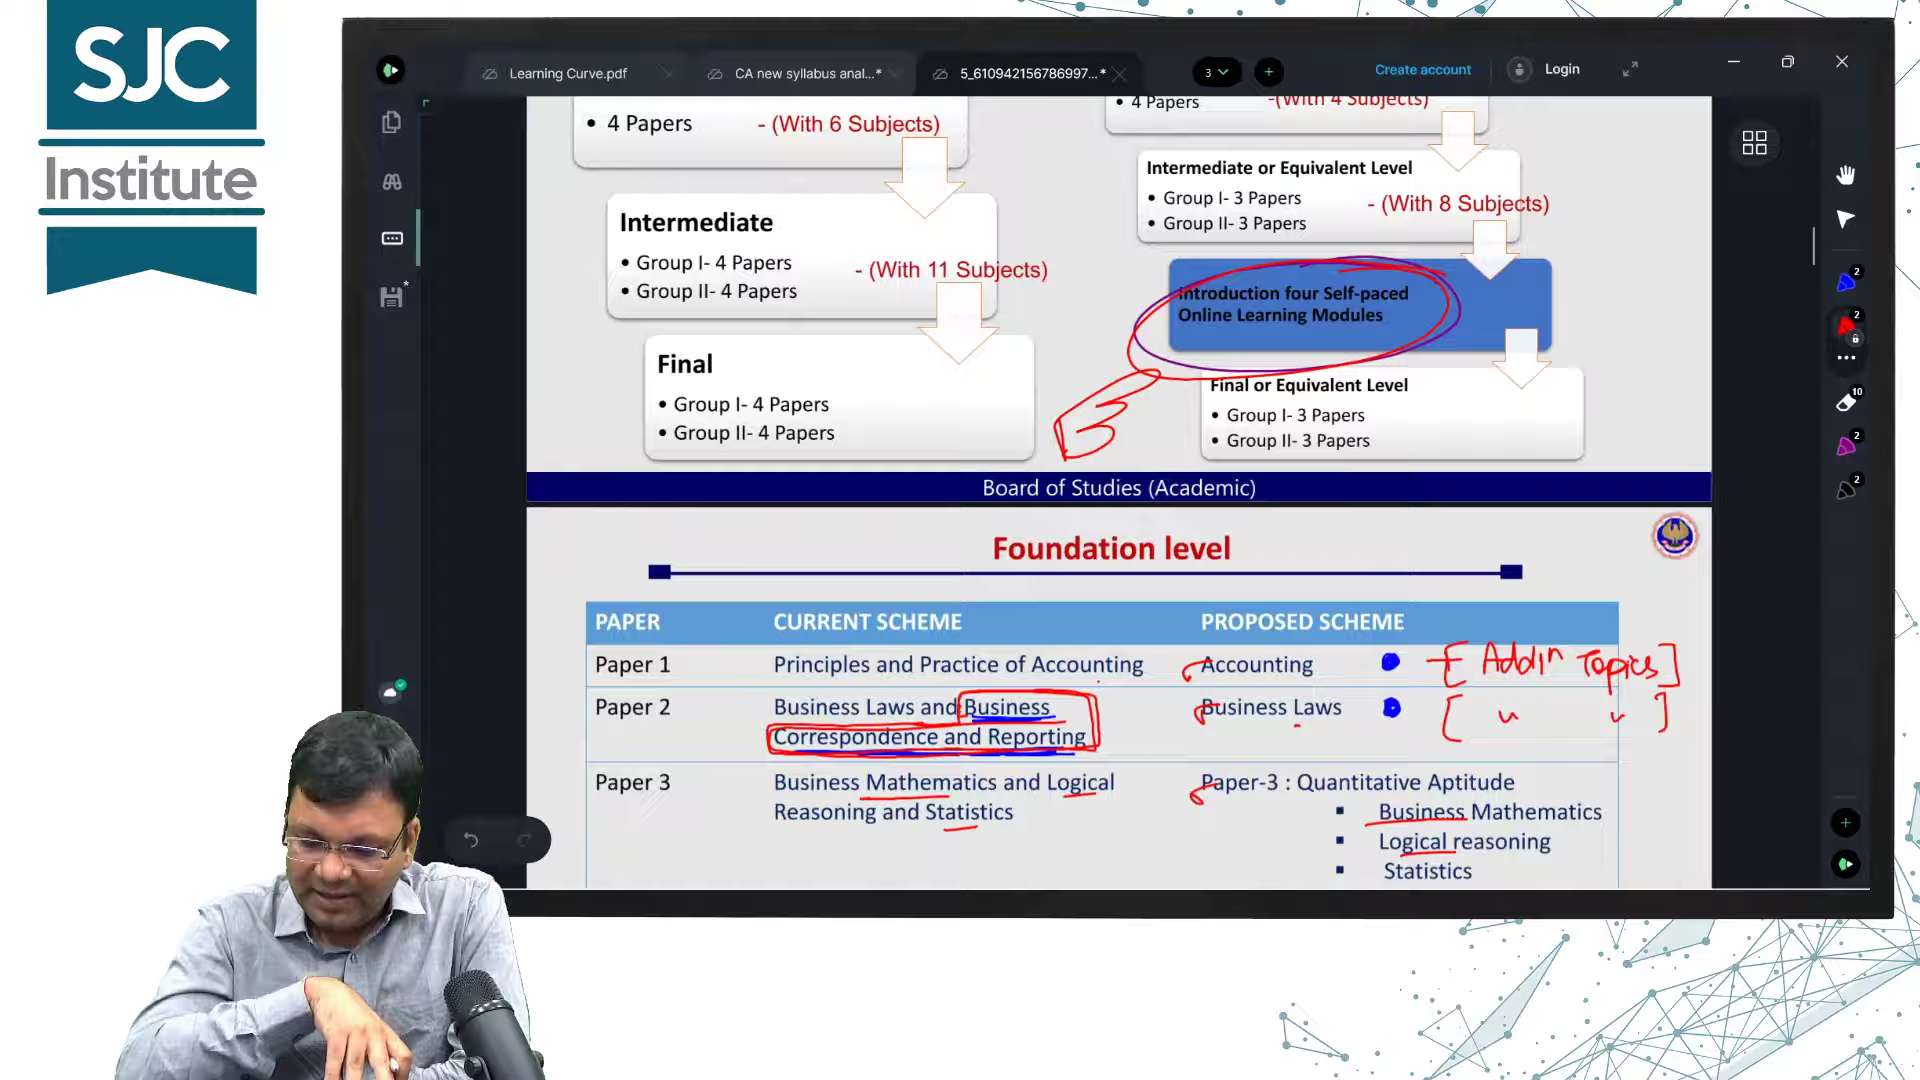 SJC
Institute
Learning Curve.pdf
CA new syllabus anal...*
5_610942156786997...*
3
Create account
Login
• 4 Papers
- (With 6 Subjects)
Intermediate
• Group I- 4 Papers
• Group II- 4 Papers
- (With 11 Subjects)
Final
• Group I- 4 Papers
• Group II- 4 Papers
• 4 Papers
-(With 4 Subjects)
Intermediate or Equivalent Level
• Group I- 3 Papers
• Group II- 3 Papers
- (With 8 Subjects)
Introduction four Self-paced
Online Learning Modules
Final or Equivalent Level
• Group I- 3 Papers
• Group II- 3 Papers
Board of Studies (Academic)
Foundation level
PAPER CURRENT SCHEME PROPOSED SCHEME
Paper 1 Principles and Practice of Accounting Accounting
+[Addin Topics]
Paper 2 Business Laws and Business
Correspondence and Reporting
Business Laws
[ " " ]
Paper 3 Business Mathematics and Logical
Reasoning and Statistics
Paper-3 : Quantitative Aptitude
▪ Business Mathematics
▪ Logical reasoning
▪ Statistics
2
2
10
2
2